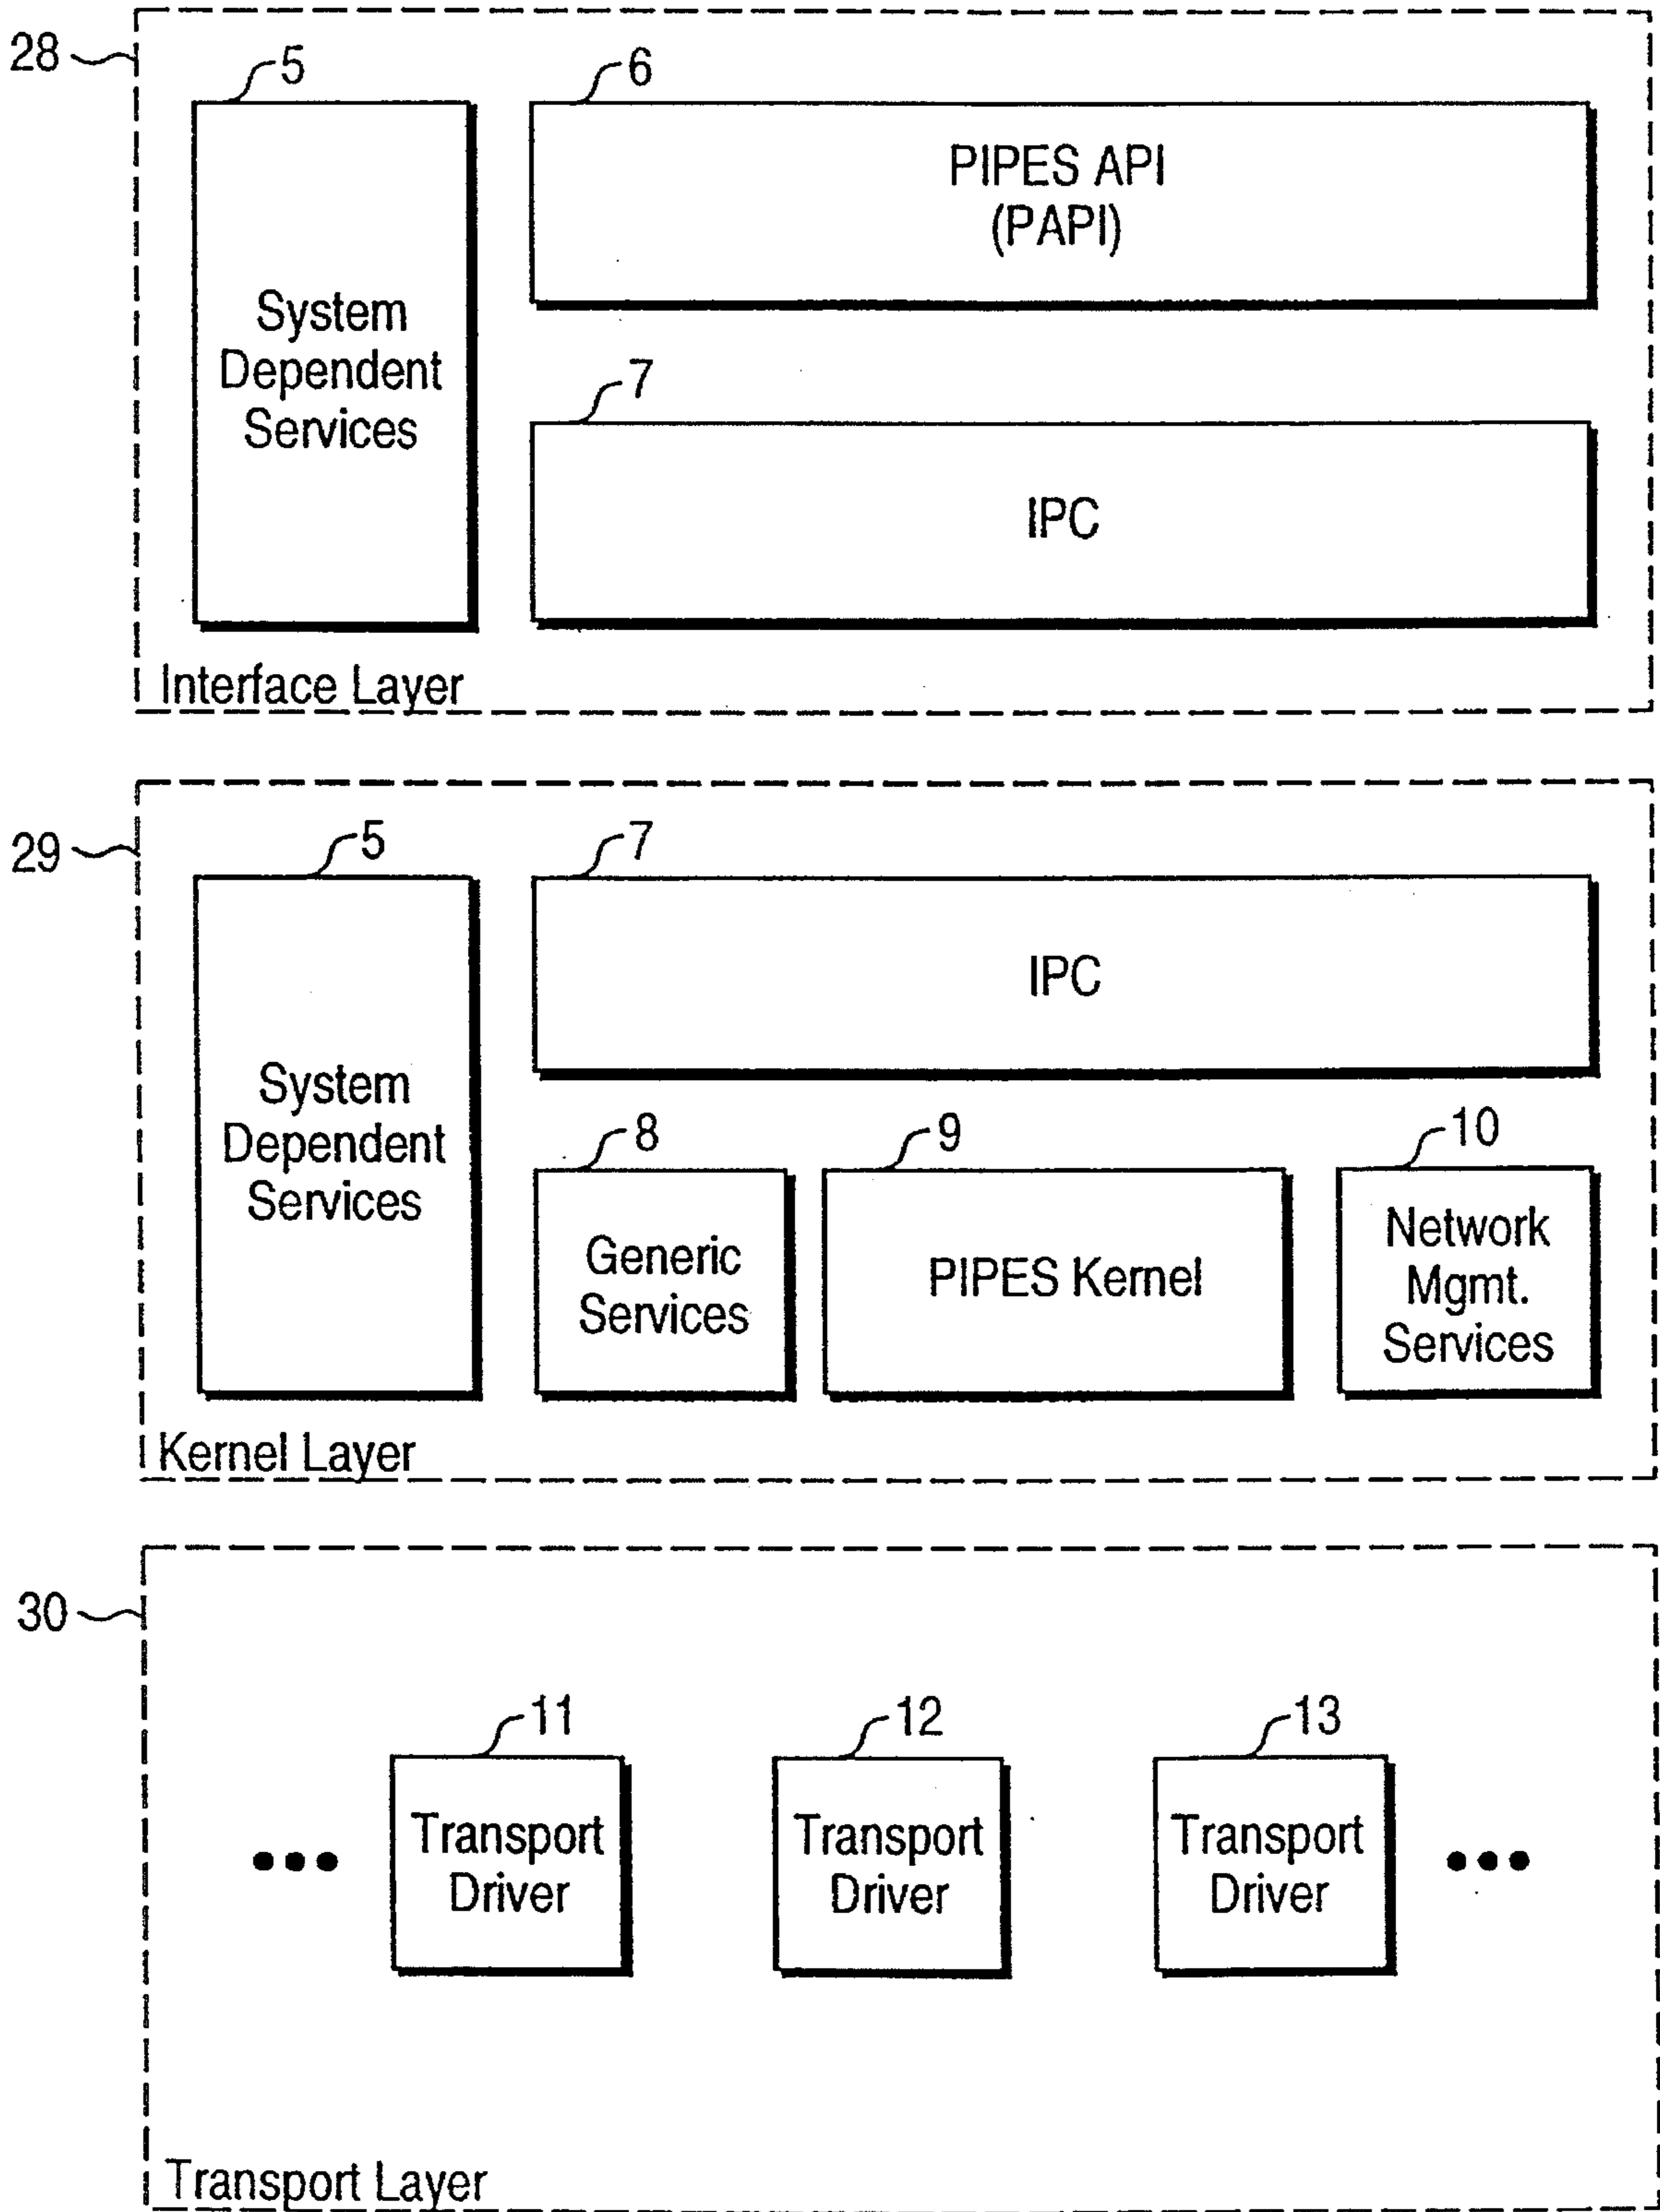 28
5
6
PIPES API
(PAPI)
System
Dependent
Services
7
IPC
Interface Layer
29
5
7
IPC
System
Dependent
Services
8
9
10
Generic
Services
PIPES Kernel
Network
Mgmt.
Services
Kernel Layer
30
11
12
13
Transport
Driver
Transport
Driver
Transport
Driver
Transport Layer